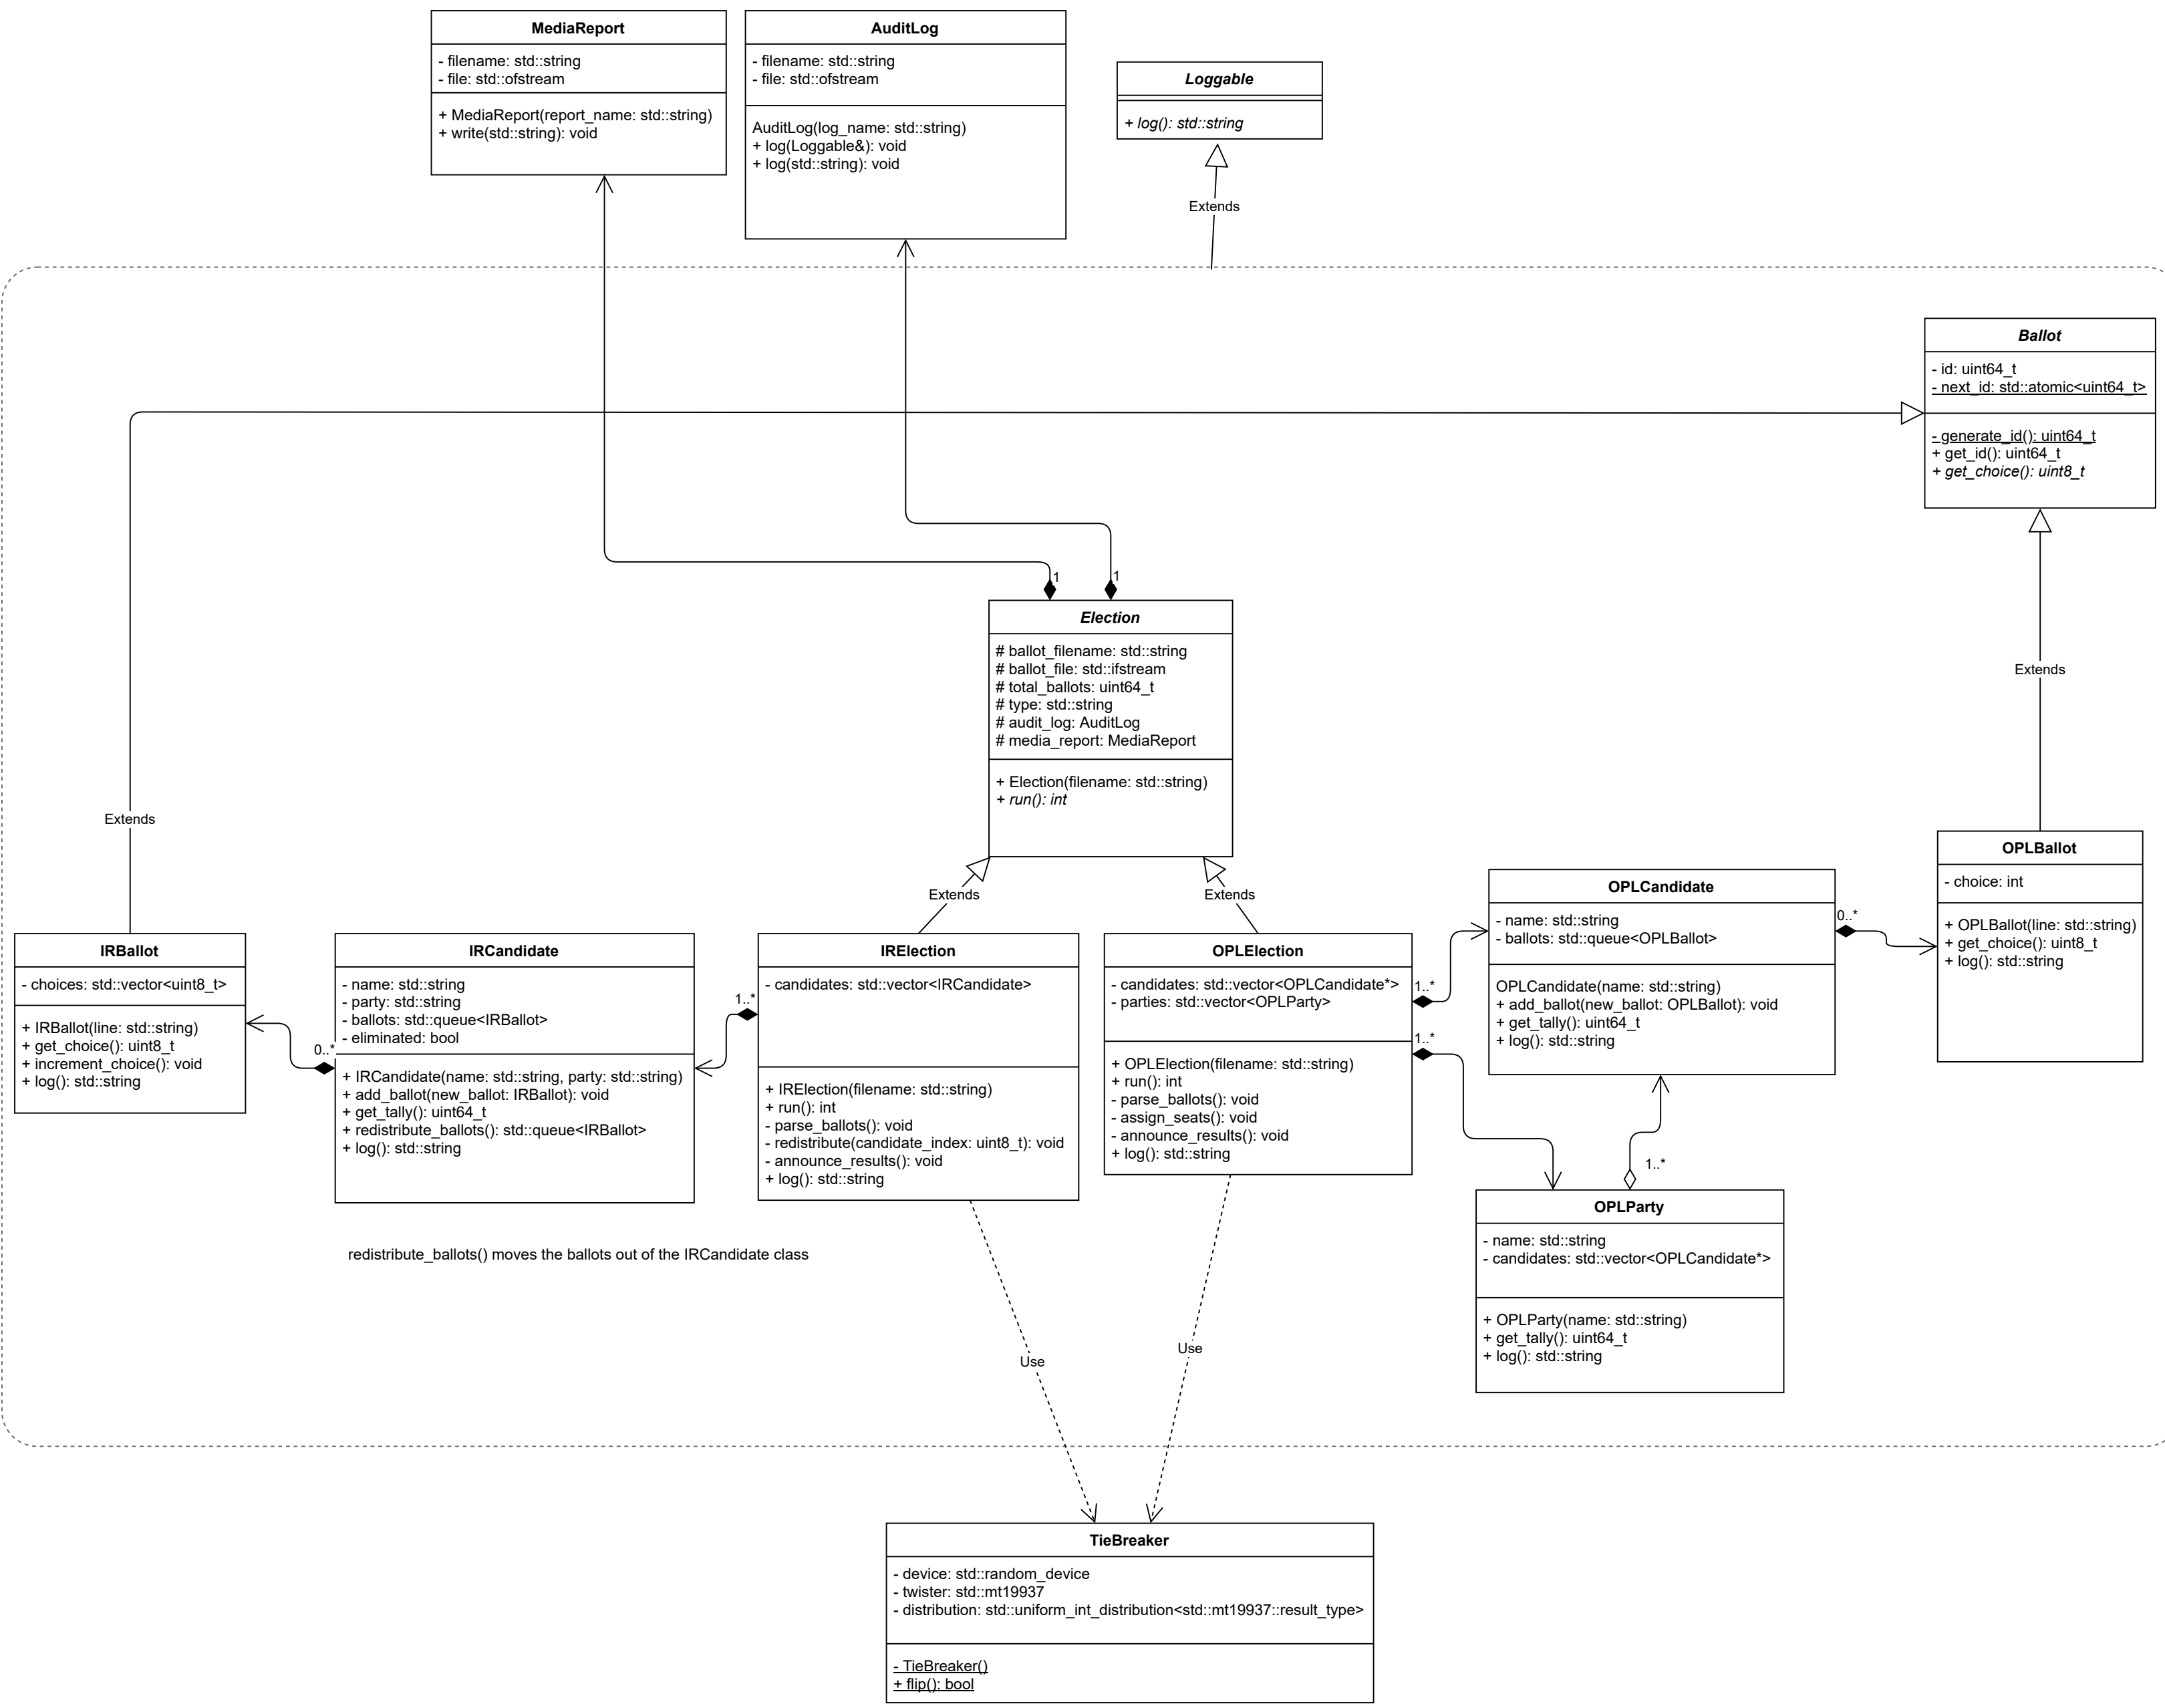 MediaReport
- filename: std::string
- file: std::ofstream
+ MediaReport(report_name: std::string)
+ write(std::string): void
AuditLog
- filename: std::string
- file: std::ofstream
AuditLog(log_name: std::string)
+ log(Loggable&): void
+ log(std::string): void
Loggable
+ log(): std::string
Extends
Ballot
- id: uint64_t
- next_id: std::atomic<uint64_t>
- generate_id(): uint64_t
+ get_id(): uint64_t
+ get_choice(): uint8_t
1
1
Election
# ballot_filename: std::string
# ballot_file: std::ifstream
# total_ballots: uint64_t
# type: std::string
# audit_log: AuditLog
# media_report: MediaReport
+ Election(filename: std::string)
+ run(): int
Extends
Extends
Extends
Extends
IRBallot
- choices: std::vector<uint8_t>
+ IRBallot(line: std::string)
+ get_choice(): uint8_t
+ increment_choice(): void
+ log(): std::string
0..*
IRCandidate
- name: std::string
- party: std::string
- ballots: std::queue<IRBallot>
- eliminated: bool
+ IRCandidate(name: std::string, party: std::string)
+ add_ballot(new_ballot: IRBallot): void
+ get_tally(): uint64_t
+ redistribute_ballots(): std::queue<IRBallot>
+ log(): std::string
1..*
IRElection
- candidates: std::vector<IRCandidate>
+ IRElection(filename: std::string)
+ run(): int
- parse_ballots(): void
- redistribute(candidate_index: uint8_t): void
- announce_results(): void
+ log(): std::string
OPLElection
- candidates: std::vector<OPLCandidate*>
- parties: std::vector<OPLParty>
+ OPLElection(filename: std::string)
+ run(): int
- parse_ballots(): void
- assign_seats(): void
- announce_results(): void
+ log(): std::string
1..*
1..*
OPLCandidate
- name: std::string
- ballots: std::queue<OPLBallot>
OPLCandidate(name: std::string)
+ add_ballot(new_ballot: OPLBallot): void
+ get_tally(): uint64_t
+ log(): std::string
0..*
OPLBallot
- choice: int
+ OPLBallot(line: std::string)
+ get_choice(): uint8_t
+ log(): std::string
1..*
OPLParty
- name: std::string
- candidates: std::vector<OPLCandidate*>
+ OPLParty(name: std::string)
+ get_tally(): uint64_t
+ log(): std::string
redistribute_ballots() moves the ballots out of the IRCandidate class
Use
Use
TieBreaker
- device: std::random_device
- twister: std::mt19937
- distribution: std::uniform_int_distribution<std::mt19937::result_type>
- TieBreaker()
+ flip(): bool